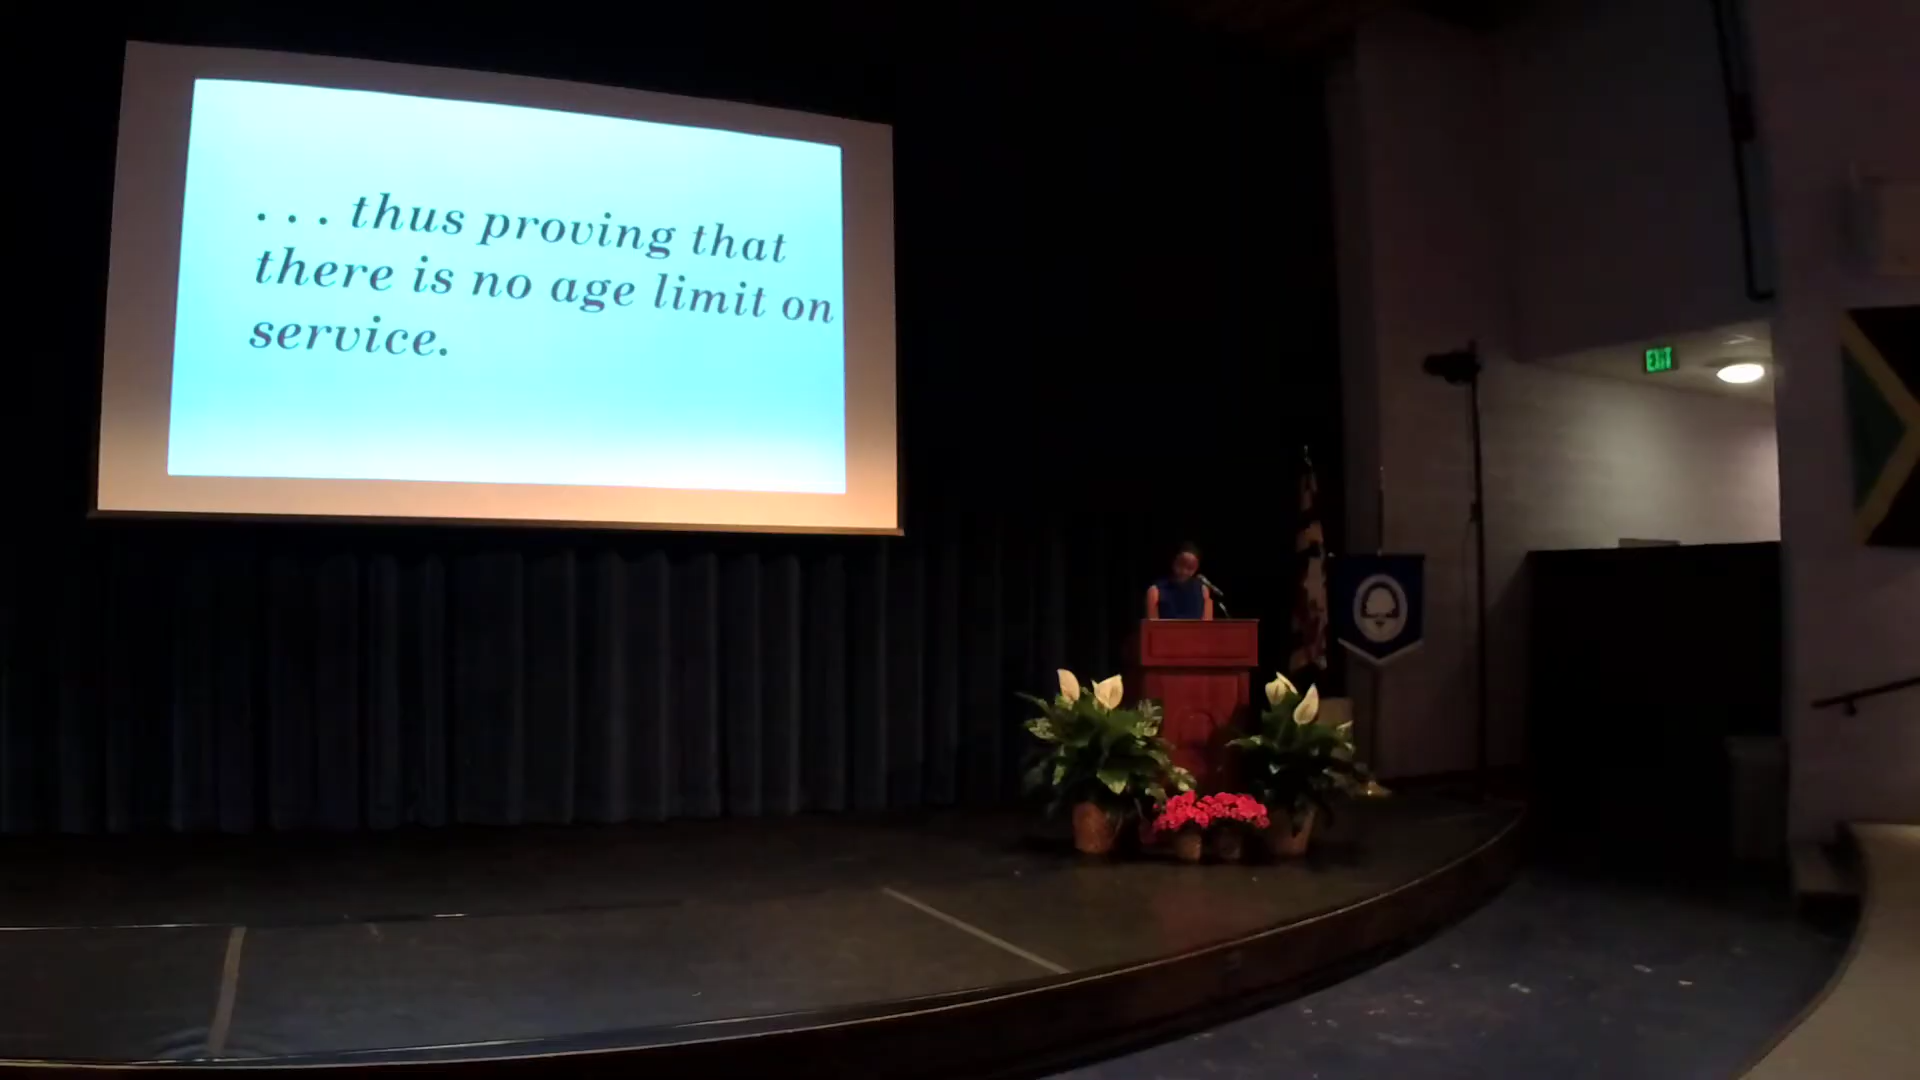 . . . thus proving that
there is no age limit on
service.
EXIT